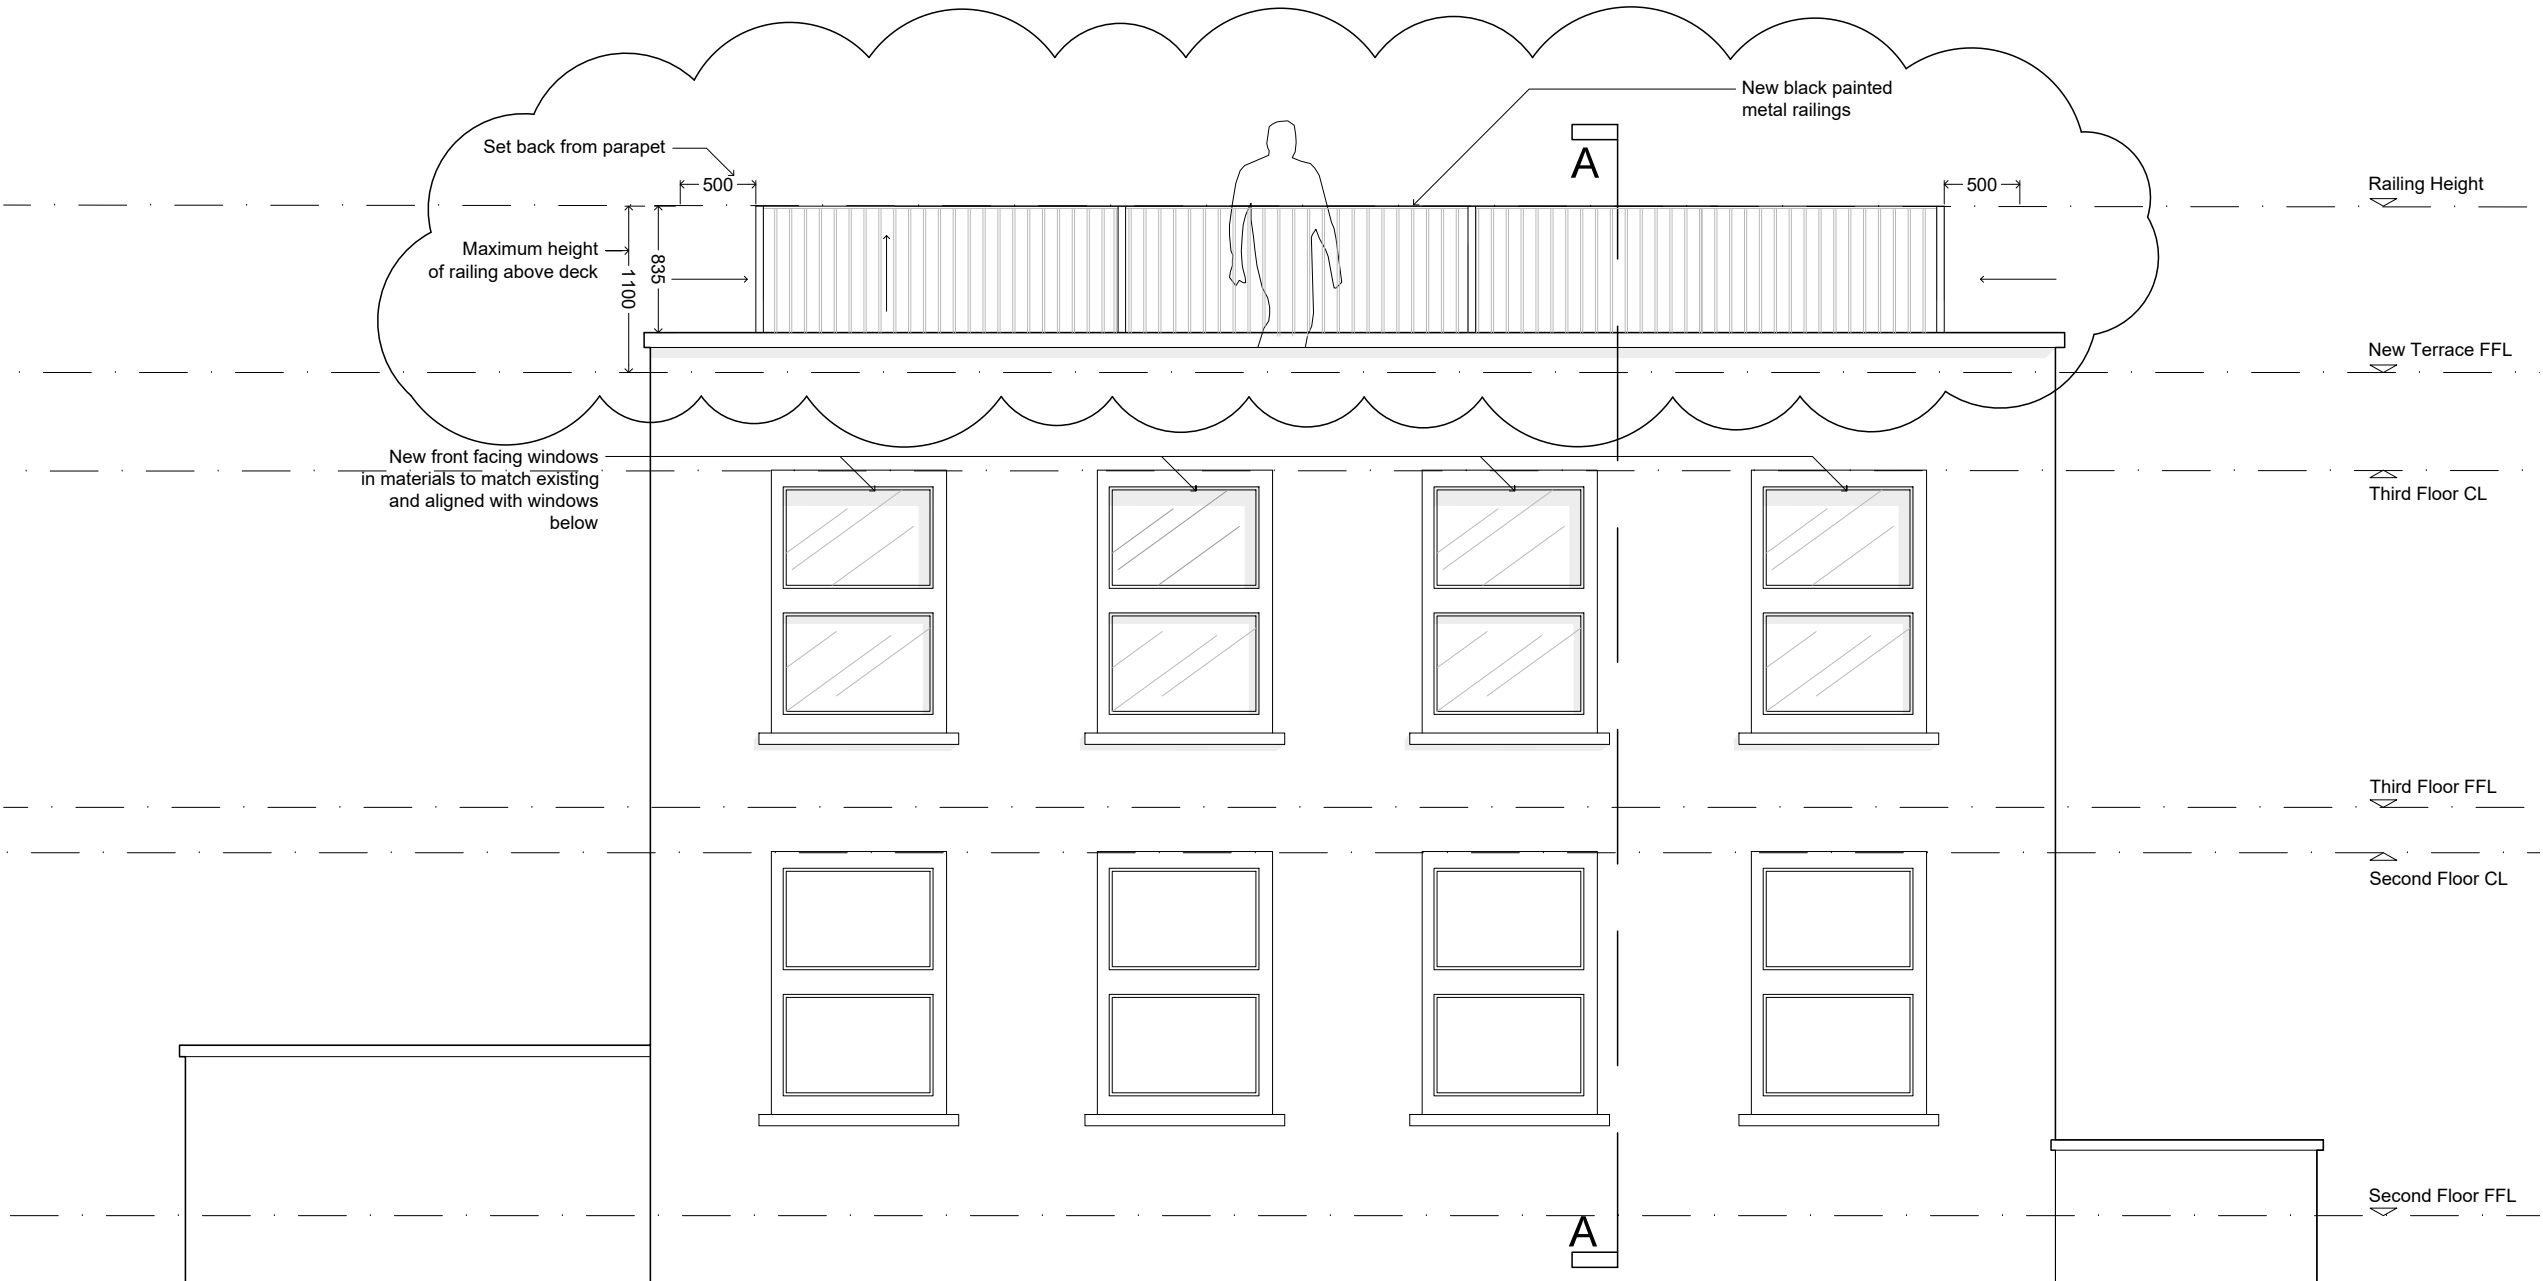 New black painted
metal railings
Set back from parapet
A
500
500
Railing Height
Maximum height
of railing above deck
835
1100
New Terrace FFL
New front facing windows
in materials to match existing
and aligned with windows
below
Third Floor CL
Third Floor FFL
Second Floor CL
Second Floor FFL
A